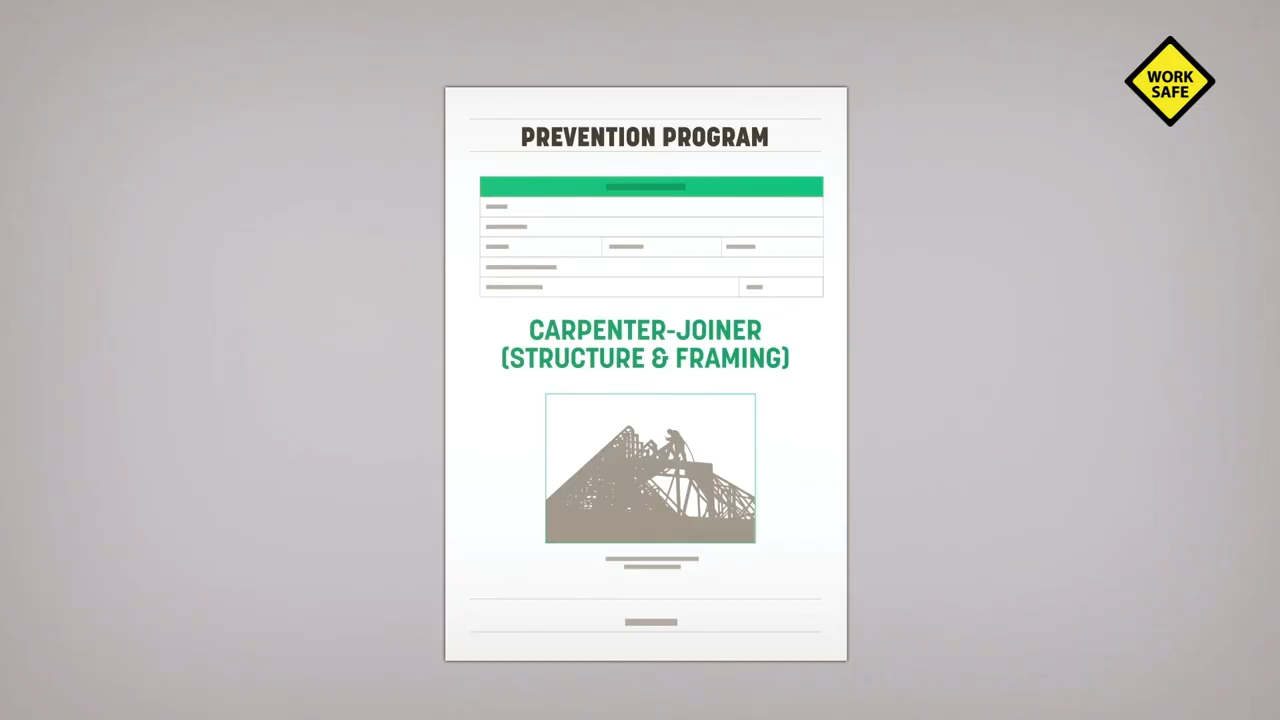 WORK
SAFE
PREVENTION PROGRAM
CARPENTER-JOINER
(STRUCTURE & FRAMING)